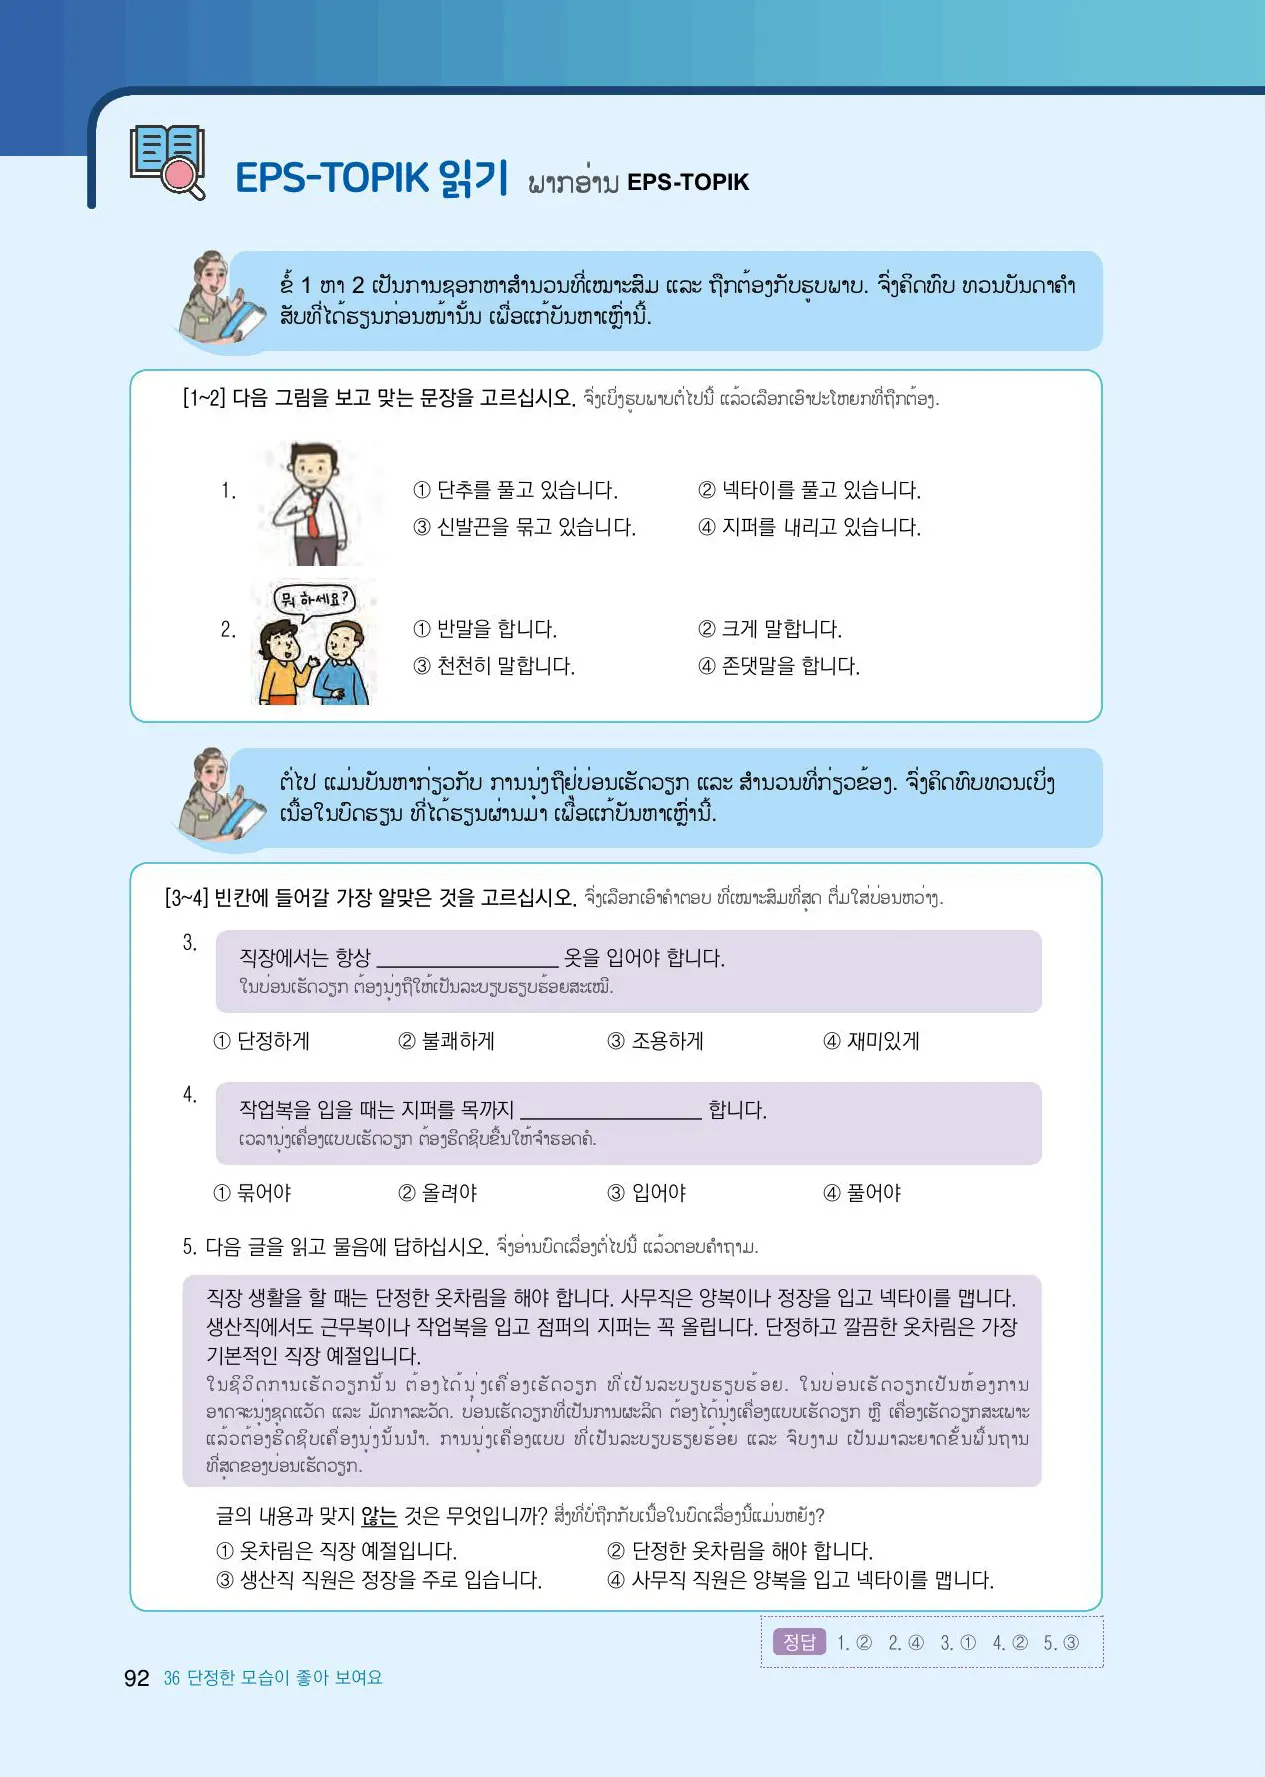 EPS-TOPIK 읽기 ພາກອ່ານ EPS-TOPIK
ຂໍ້ 1 ຫາ 2 ເປັນການຊອກຫາສຳນວນທີ່ເໝາະສົມ ແລະ ຖືກຕ້ອງກັບຮູບພາບ. ຈົ່ງຄິດທົບ ທວນບັນດາຄຳ
ສັບທີ່ໄດ້ຮຽນກ່ອນໜ້ານັ້ນ ເພື່ອແກ້ບັນຫາເຫຼົ່ານີ້.
[1~2] 다음 그림을 보고 맞는 문장을 고르십시오. ຈົ່ງເບິ່ງຮູບພາບຕໍ່ໄປນີ້ ແລ້ວເລືອກເອົາປະໂຫຍກທີ່ຖືກຕ້ອງ.
1. ① 단추를 풀고 있습니다. ② 넥타이를 풀고 있습니다.
③ 신발끈을 묶고 있습니다. ④ 지퍼를 내리고 있습니다.
뭐 하세요?
2. ① 반말을 합니다. ② 크게 말합니다.
③ 천천히 말합니다. ④ 존댓말을 합니다.
ຕໍ່ໄປ ແມ່ນບັນຫາກ່ຽວກັບ ການນຸ່ງຖືຢູ່ບ່ອນເຮັດວຽກ ແລະ ສຳນວນທີ່ກ່ຽວຂ້ອງ. ຈົ່ງຄິດທົບທວນເບິ່ງ
ເນື້ອໃນບົດຮຽນ ທີ່ໄດ້ຮຽນຜ່ານມາ ເພື່ອແກ້ບັນຫາເຫຼົ່ານີ້.
[3~4] 빈칸에 들어갈 가장 알맞은 것을 고르십시오. ຈົ່ງເລືອກເອົາຄຳຕອບ ທີ່ເໝາະສົມທີ່ສຸດ ຕື່ມໃສ່ບ່ອນຫວ່າງ.
3. 직장에서는 항상 ________________ 옷을 입어야 합니다.
ໃນບ່ອນເຮັດວຽກ ຕ້ອງນຸ່ງຖືໃຫ້ເປັນລະບຽບຮຽບຮ້ອຍສະເໝີ.
① 단정하게 ② 불쾌하게 ③ 조용하게 ④ 재미있게
4. 작업복을 입을 때는 지퍼를 목까지 ________________ 합니다.
ເວລານຸ່ງເຄື່ອງແບບເຮັດວຽກ ຕ້ອງຮີດຊິບຂຶ້ນໃຫ້ຈຳຮອດຄໍ.
① 묶어야 ② 올려야 ③ 입어야 ④ 풀어야
5. 다음 글을 읽고 물음에 답하십시오. ຈົ່ງອ່ານບົດເລື່ອງຕໍ່ໄປນີ້ ແລ້ວຕອບຄຳຖາມ.
직장 생활을 할 때는 단정한 옷차림을 해야 합니다. 사무직은 양복이나 정장을 입고 넥타이를 맵니다.
생산직에서도 근무복이나 작업복을 입고 점퍼의 지퍼는 꼭 올립니다. 단정하고 깔끔한 옷차림은 가장
기본적인 직장 예절입니다.
ໃນຊີວິດການເຮັດວຽກນັ້ນ ຕ້ອງໄດ້ນຸ່ງເຄື່ອງເຮັດວຽກ ທີ່ເປັນລະບຽບຮຽບຮ້ອຍ. ໃນບ່ອນເຮັດວຽກເປັນຫ້ອງການ
ອາດຈະນຸ່ງຊຸດແວັດ ແລະ ມັດກາລະວັດ. ບ່ອນເຮັດວຽກທີ່ເປັນການຜະລິດ ຕ້ອງໄດ້ນຸ່ງເຄື່ອງແບບເຮັດວຽກ ຫຼື ເຄື່ອງເຮັດວຽກສະເພາະ
ແລ້ວຕ້ອງຮີດຊິບເຄື່ອງນຸ່ງນັ້ນນຳ. ການນຸ່ງເຄື່ອງແບບ ທີ່ເປັນລະບຽບຮຽຍຮ້ອຍ ແລະ ຈົບງາມ ເປັນມາລະຍາດຂັ້ນພື້ນຖານ
ທີ່ສຸດຂອງບ່ອນເຮັດວຽກ.
글의 내용과 맞지 않는 것은 무엇입니까? ສິ່ງທີ່ບໍ່ຖືກກັບເນື້ອໃນບົດເລື່ອງນີ້ແມ່ນຫຍັງ?
① 옷차림은 직장 예절입니다. ② 단정한 옷차림을 해야 합니다.
③ 생산직 직원은 정장을 주로 입습니다. ④ 사무직 직원은 양복을 입고 넥타이를 맵니다.
정답 1. ② 2. ④ 3. ① 4. ② 5. ③
92 36 단정한 모습이 좋아 보여요